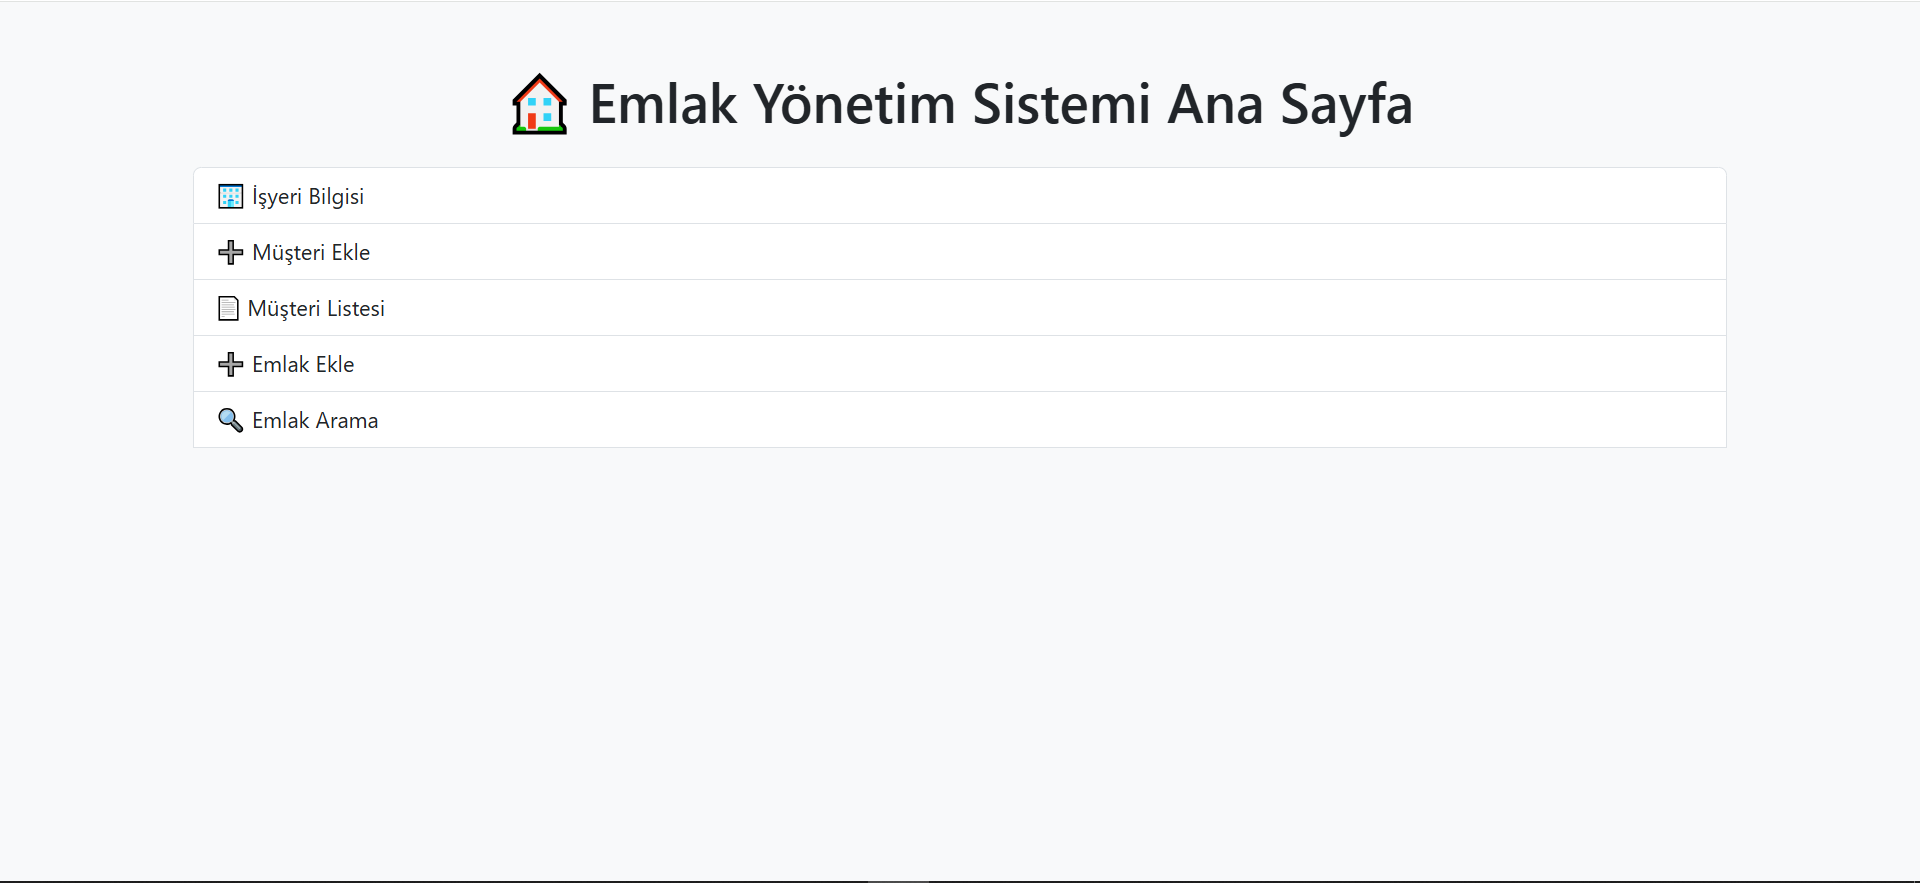 Emlak Yönetim Sistemi Ana Sayfa
İşyeri Bilgisi
Müşteri Ekle
Müşteri Listesi
Emlak Ekle
Emlak Arama